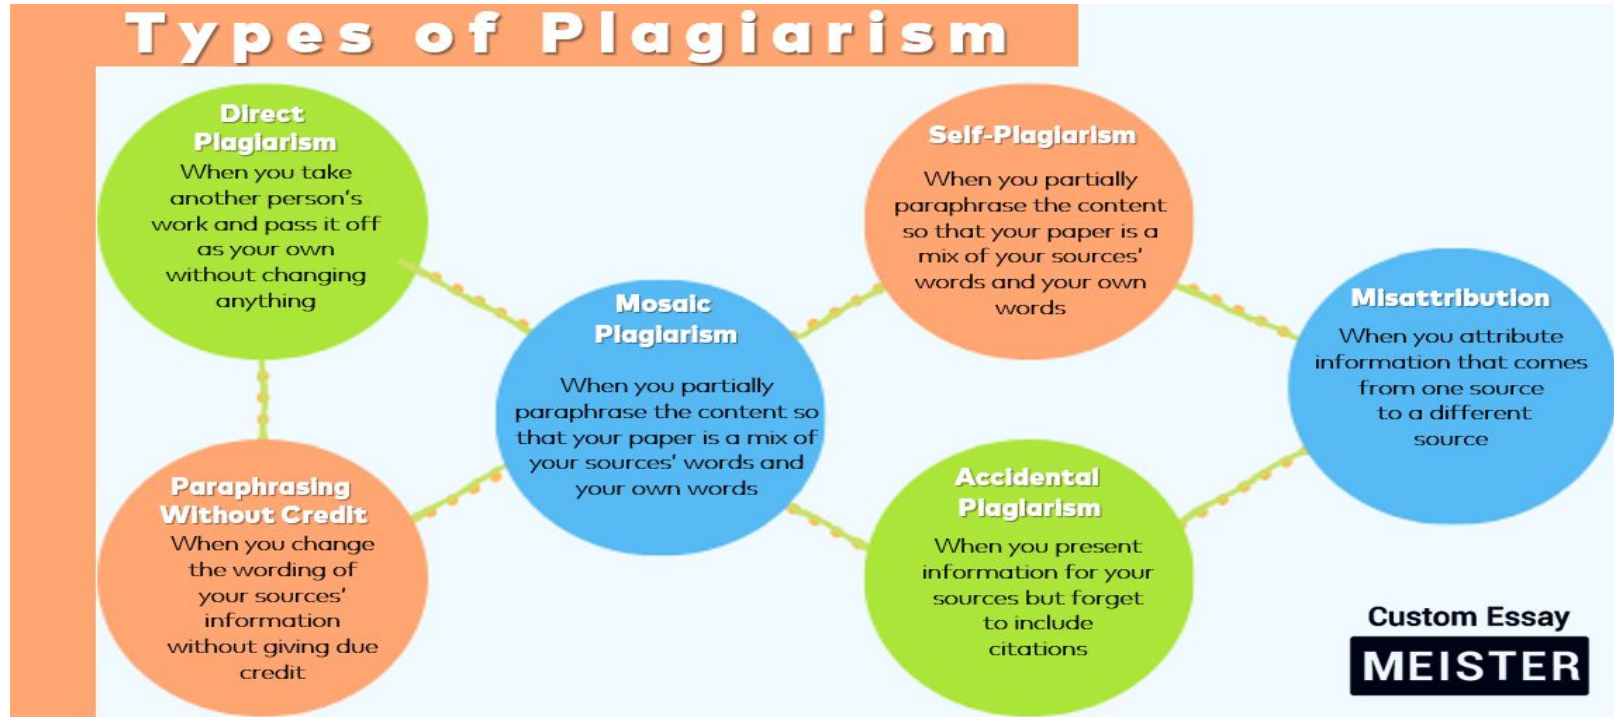 Types of Plagiarism
Direct
Plagiarism
When you take
another person's
work and pass it off
as your own
without changing
anything
Paraphrasing
Without Credit
When you change
the wording of
your sources'
information
without giving due
credit
Mosaic
Plagiarism
When you partially
paraphrase the content so
that your paper is a mix of
your sources' words and
your own words
Self-Plagiarism
When you partially
paraphrase the content
so that your paper is a
mix of your sources'
words and your own
words
Accidental
Plagiarism
When you present
information for your
sources but forget
to include
citations
Misattribution
When you attribute
information that comes
from one source
to a different
source
Custom Essay
MEISTER